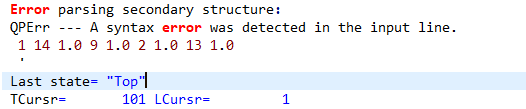 Error parsing secondary structure:
QPErr --- A syntax error was detected in the input line.
 1 14 1.0 9 1.0 2 1.0 13 1.0
 '
Last state= "Top"
TCursr=        101 LCursr=          1